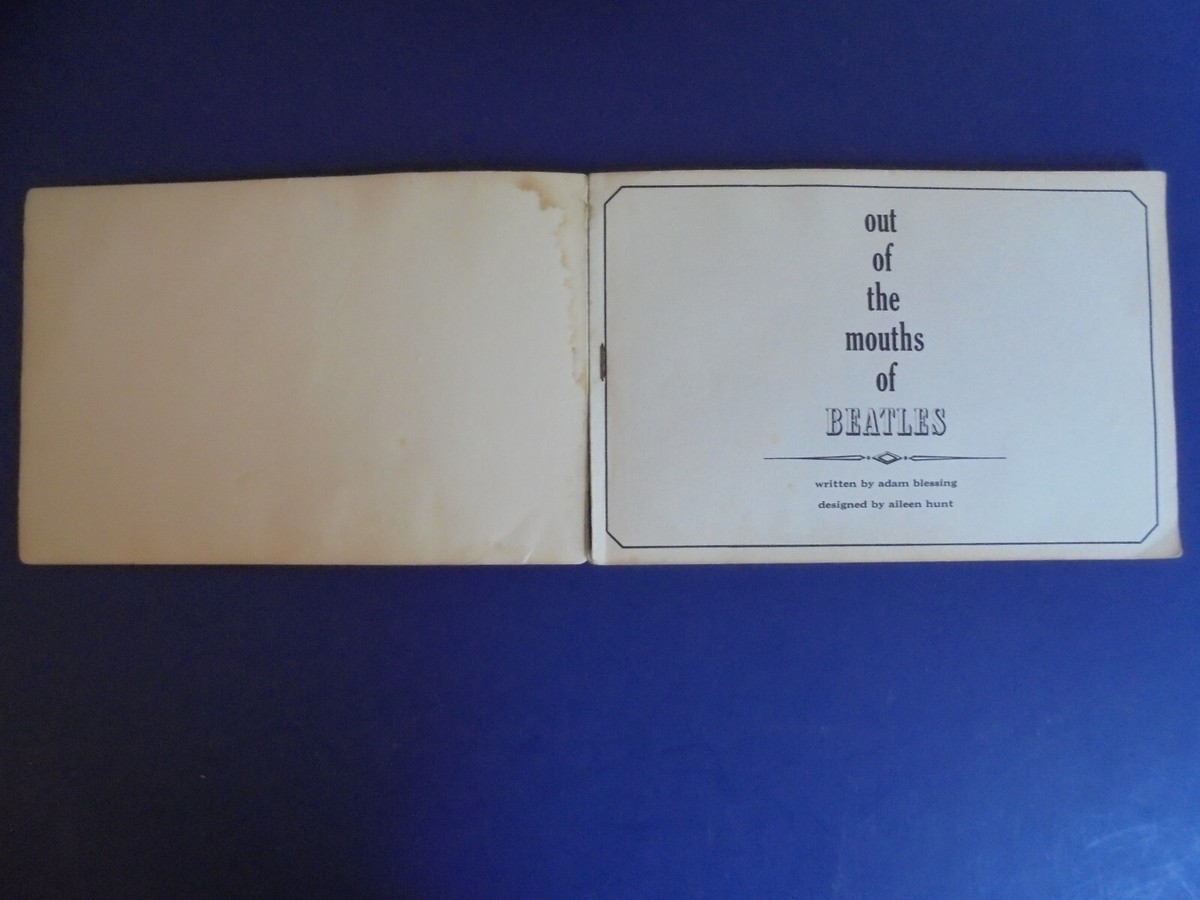 out
of
the
mouths
of
BEATLES
written by adam blessing
designed by aileen hunt